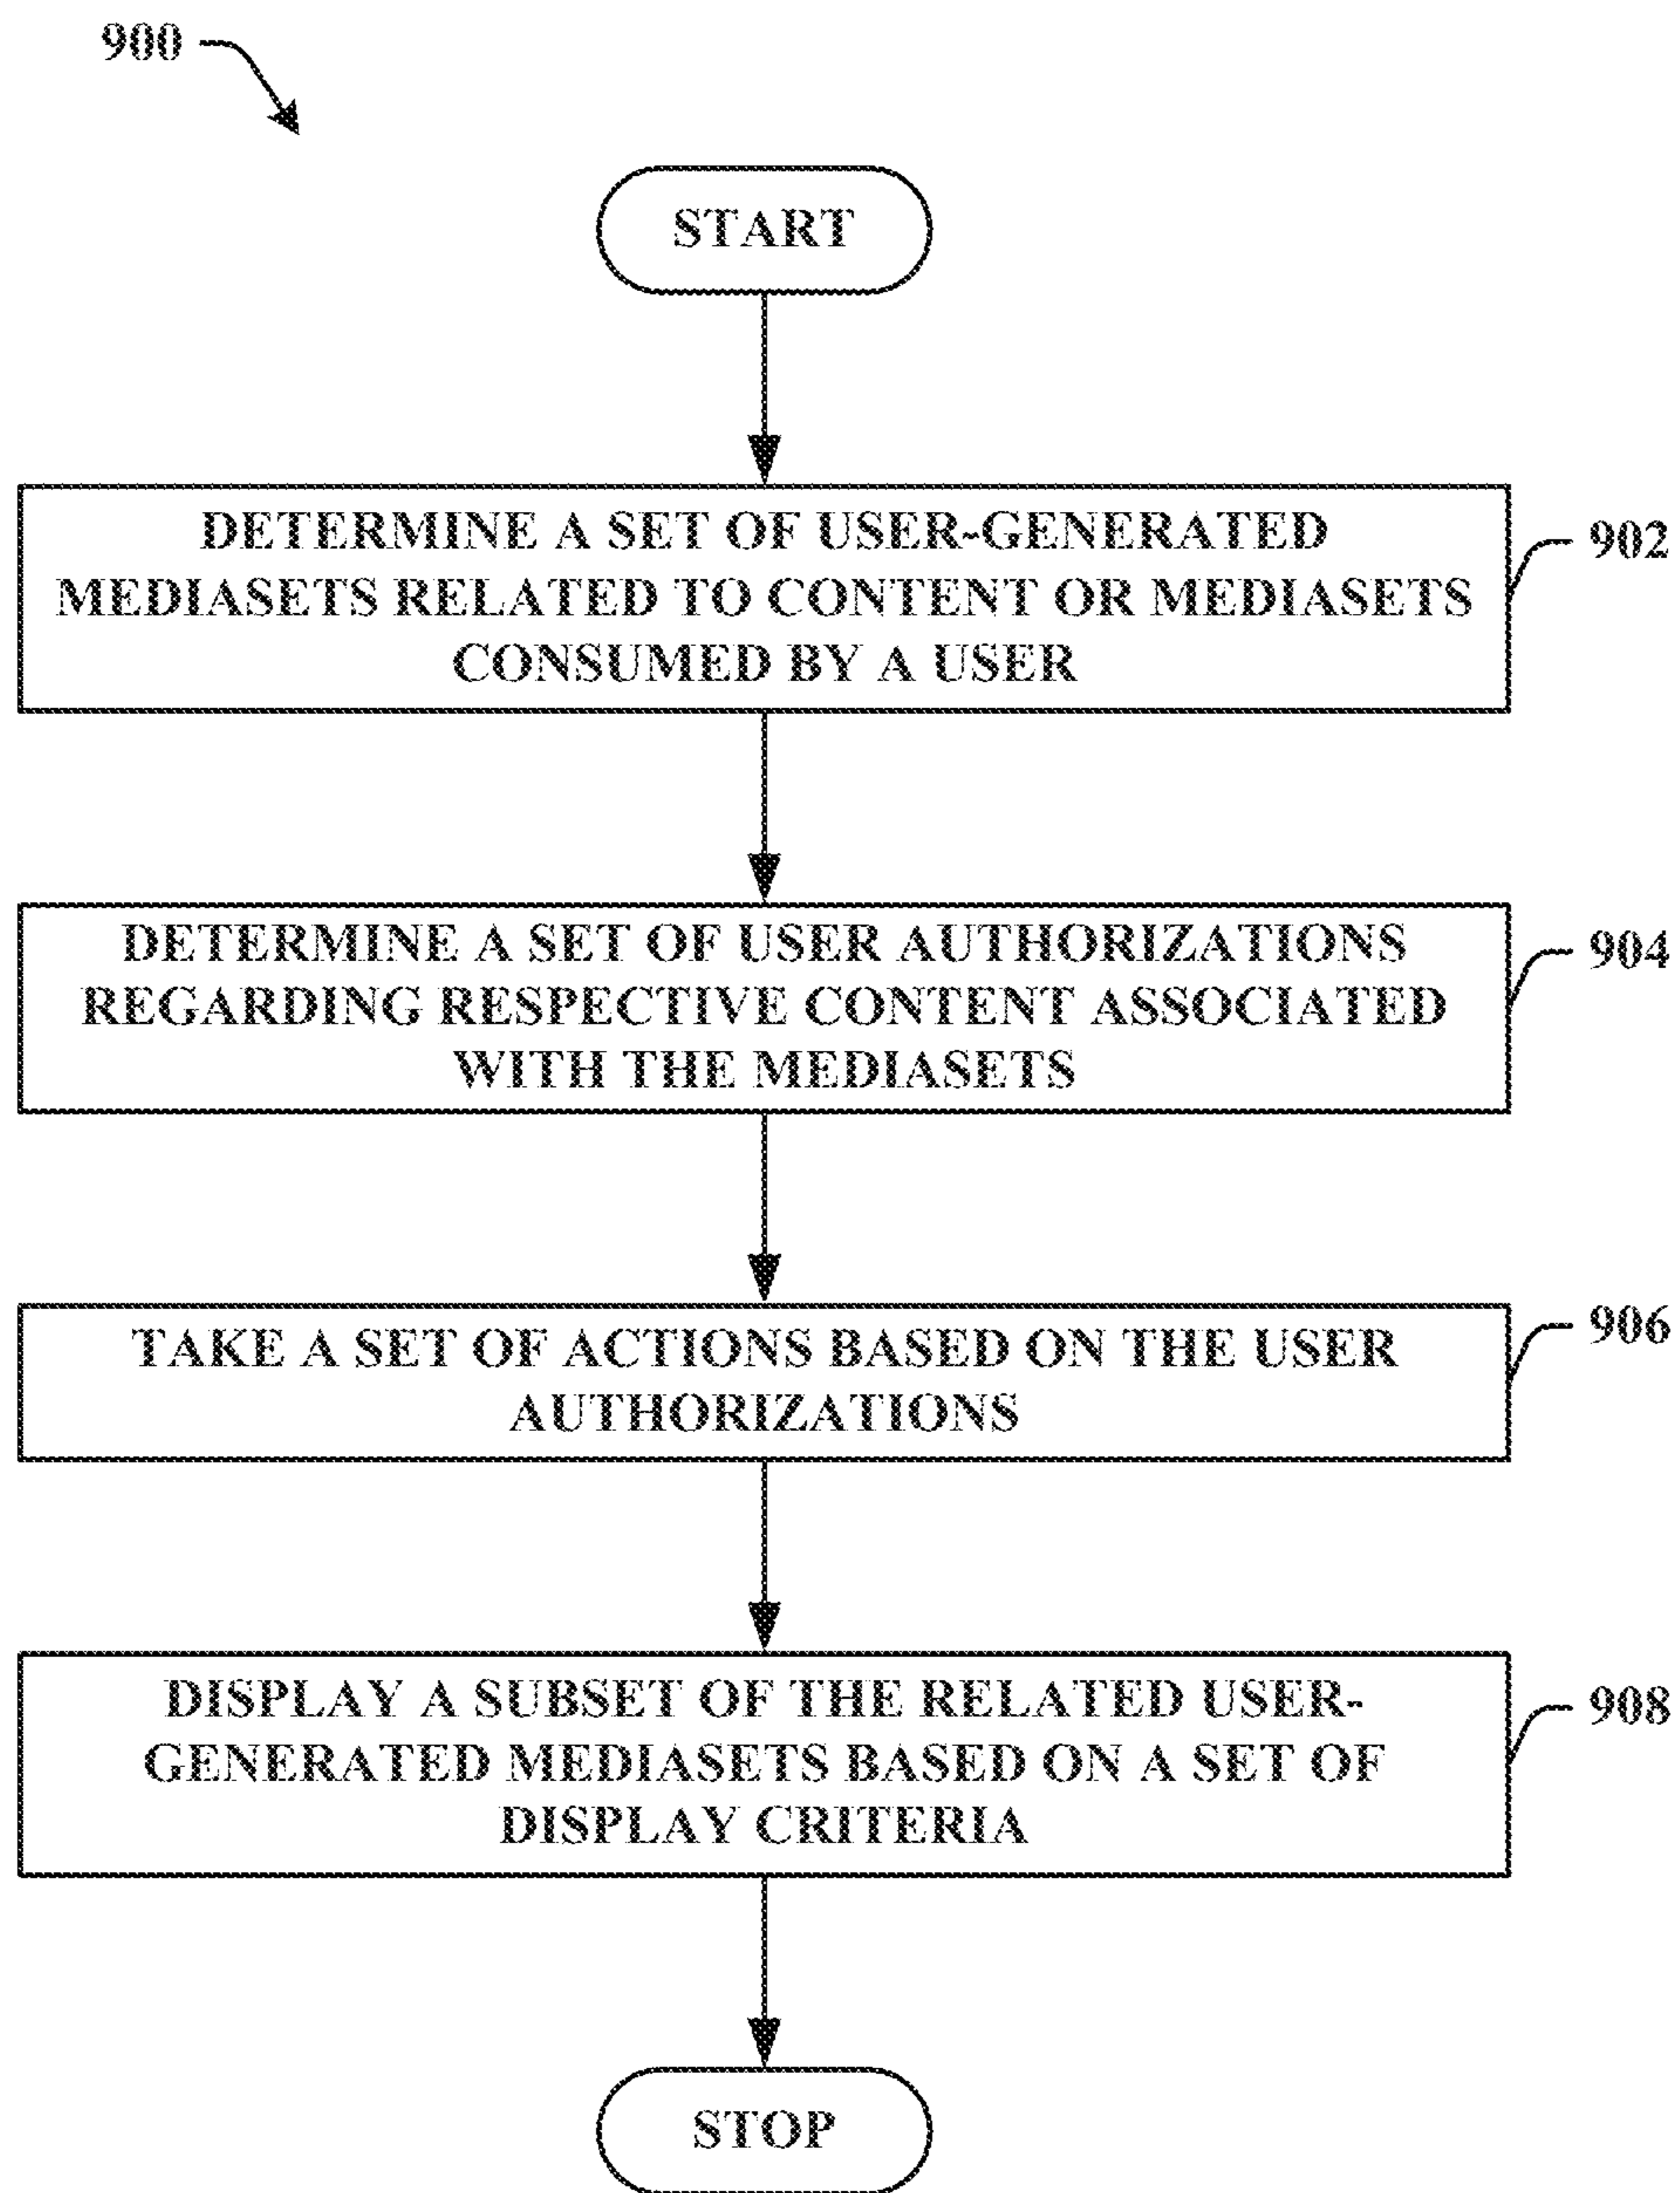 900
START
DETERMINE A SET OF USER-GENERATED
MEDIASETS RELATED TO CONTENT OR MEDIASETS
CONSUMED BY A USER
902
DETERMINE A SET OF USER AUTHORIZATIONS
REGARDING RESPECTIVE CONTENT ASSOCIATED
WITH THE MEDIASETS
904
TAKE A SET OF ACTIONS BASED ON THE USER
AUTHORIZATIONS
906
DISPLAY A SUBSET OF THE RELATED USER-
GENERATED MEDIASETS BASED ON A SET OF
DISPLAY CRITERIA
908
STOP